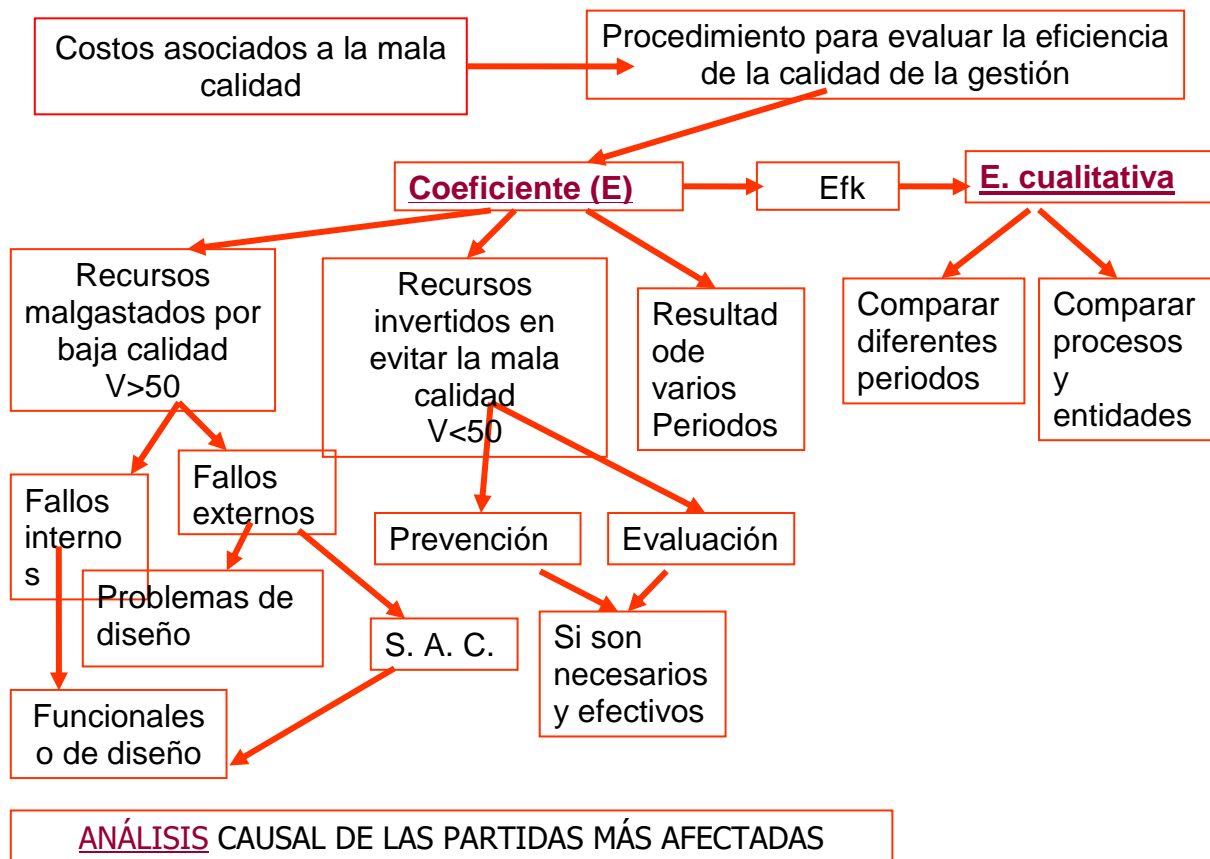 Costos asociados a la mala
calidad
Procedimiento para evaluar la eficiencia
de la calidad de la gestión
Coeficiente (E)
Efk
E. cualitativa
Recursos
malgastados por
baja calidad
V>50
Recursos
invertidos en
evitar la mala
calidad
V<50
Resultad
ode
varios
Periodos
Comparar
diferentes
periodos
Comparar
procesos
y
entidades
Fallos
interno
s
Fallos
externos
Prevención
Evaluación
Problemas de
diseño
S. A. C.
Si son
necesarios
y efectivos
Funcionales
o de diseño
ANÁLISIS CAUSAL DE LAS PARTIDAS MÁS AFECTADAS